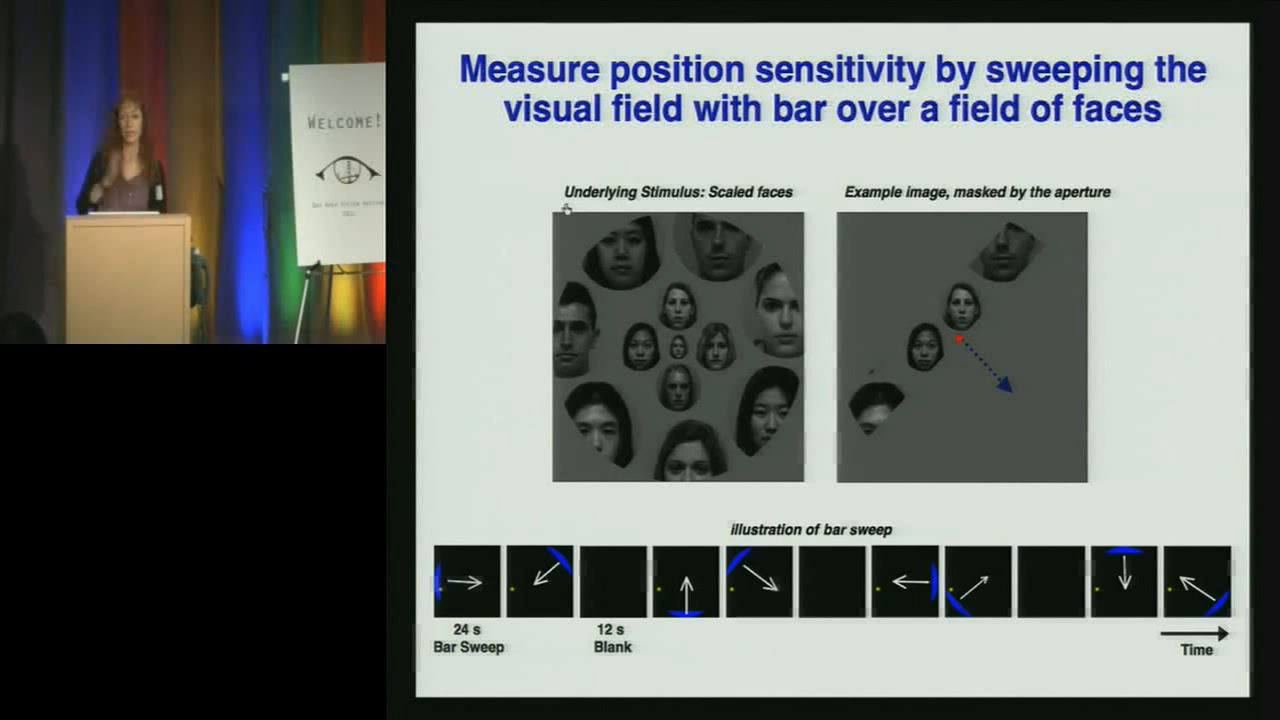 Measure position sensitivity by sweeping the
visual field with bar over a field of faces
WELCOME!
Underlying Stimulus: Scaled faces
Example image, masked by the aperture
illustration of bar sweep
24 s
Bar Sweep
12 s
Blank
Time